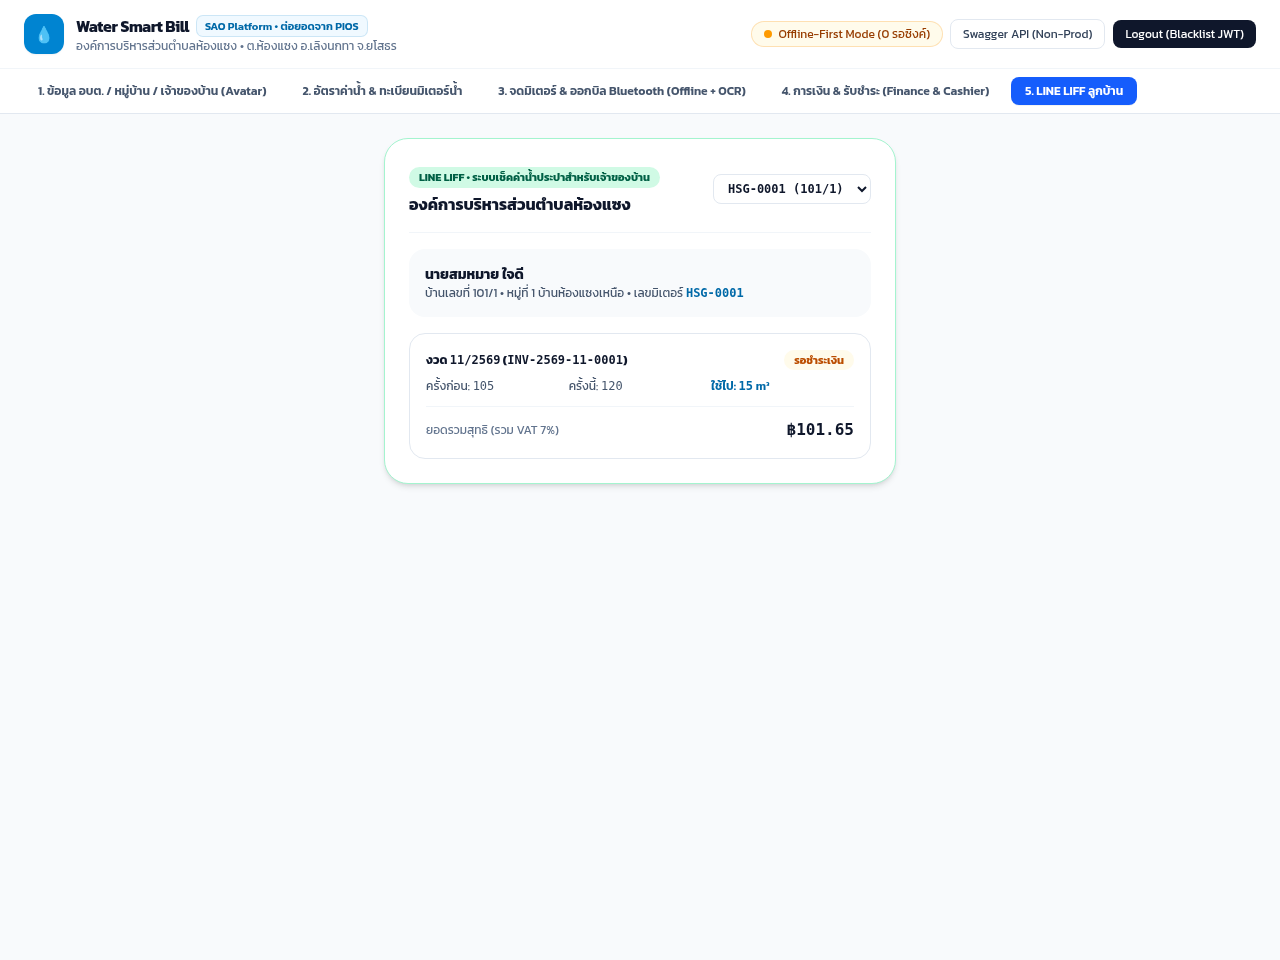 Water Smart Bill SAO Platform • ต่อยอดจาก PIOS
องค์การบริหารส่วนตำบลห้องแซง • ต.ห้องแซง อ.เลิงนกทา จ.ยโสธร
Offline-First Mode (0 รอซิงค์) Swagger API (Non-Prod) Logout (Blacklist JWT)
1. ข้อมูล อบต. / หมู่บ้าน / เจ้าของบ้าน (Avatar) 2. อัตราค่าน้ำ & ทะเบียนมิเตอร์น้ำ 3. จดมิเตอร์ & ออกบิล Bluetooth (Offline + OCR) 4. การเงิน & รับชำระ (Finance & Cashier) 5. LINE LIFF ลูกบ้าน
LINE LIFF • ระบบเช็คค่าน้ำประปาสำหรับเจ้าของบ้าน
องค์การบริหารส่วนตำบลห้องแซง
HSG-0001 (101/1)
นายสมหมาย ใจดี
บ้านเลขที่ 101/1 • หมู่ที่ 1 บ้านห้องแซงเหนือ • เลขมิเตอร์ HSG-0001
งวด 11/2569 (INV-2569-11-0001) รอชำระเงิน
ครั้งก่อน: 105 ครั้งนี้: 120 ใช้ไป: 15 m³
ยอดรวมสุทธิ (รวม VAT 7%) ฿101.65